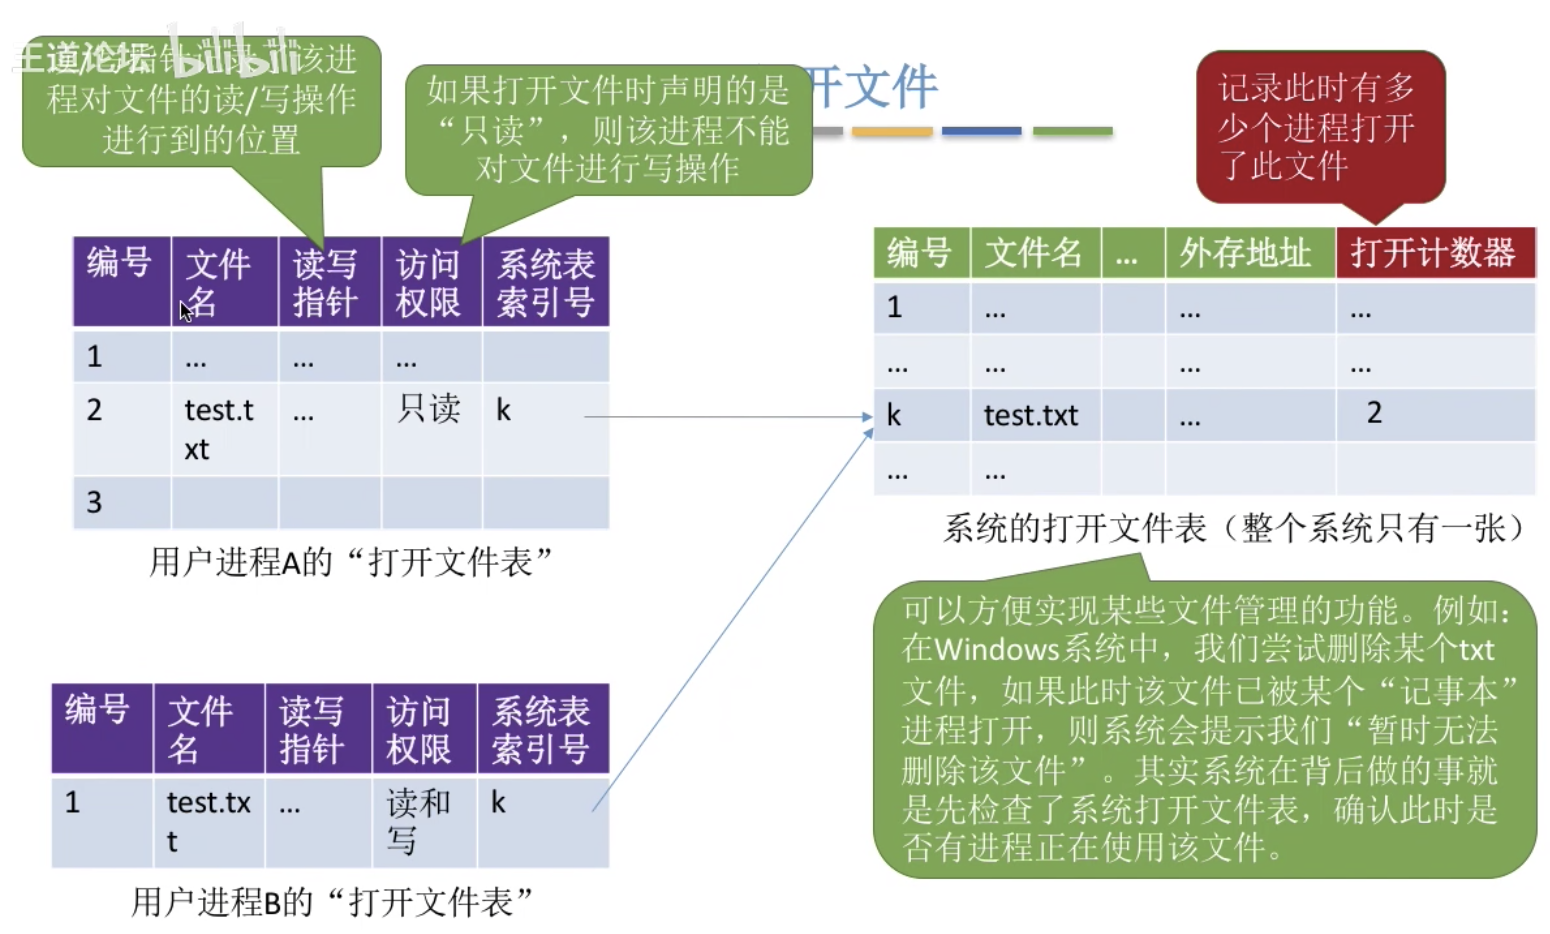 王道论坛 bilibili
读/写指针记录了该进
程对文件的读/写操作
进行到的位置
如果打开文件时声明的是
“只读”，则该进程不能
对文件进行写操作
开文件
记录此时有多
少个进程打开
了此文件
编号 文件名 读写指针 访问权限 系统表索引号
1 … … …
2 test.txt … 只读 k
3
用户进程A的“打开文件表”
编号 文件名 … 外存地址 打开计数器
1 … … …
… … … …
k test.txt … 2
… …
系统的打开文件表（整个系统只有一张）
可以方便实现某些文件管理的功能。例如：
在Windows系统中，我们尝试删除某个txt
文件，如果此时该文件已被某个“记事本”
进程打开，则系统会提示我们“暂时无法
删除该文件”。其实系统在背后做的事就
是先检查了系统打开文件表，确认此时是
否有进程正在使用该文件。
编号 文件名 读写指针 访问权限 系统表索引号
1 test.txt … 读和写 k
用户进程B的“打开文件表”